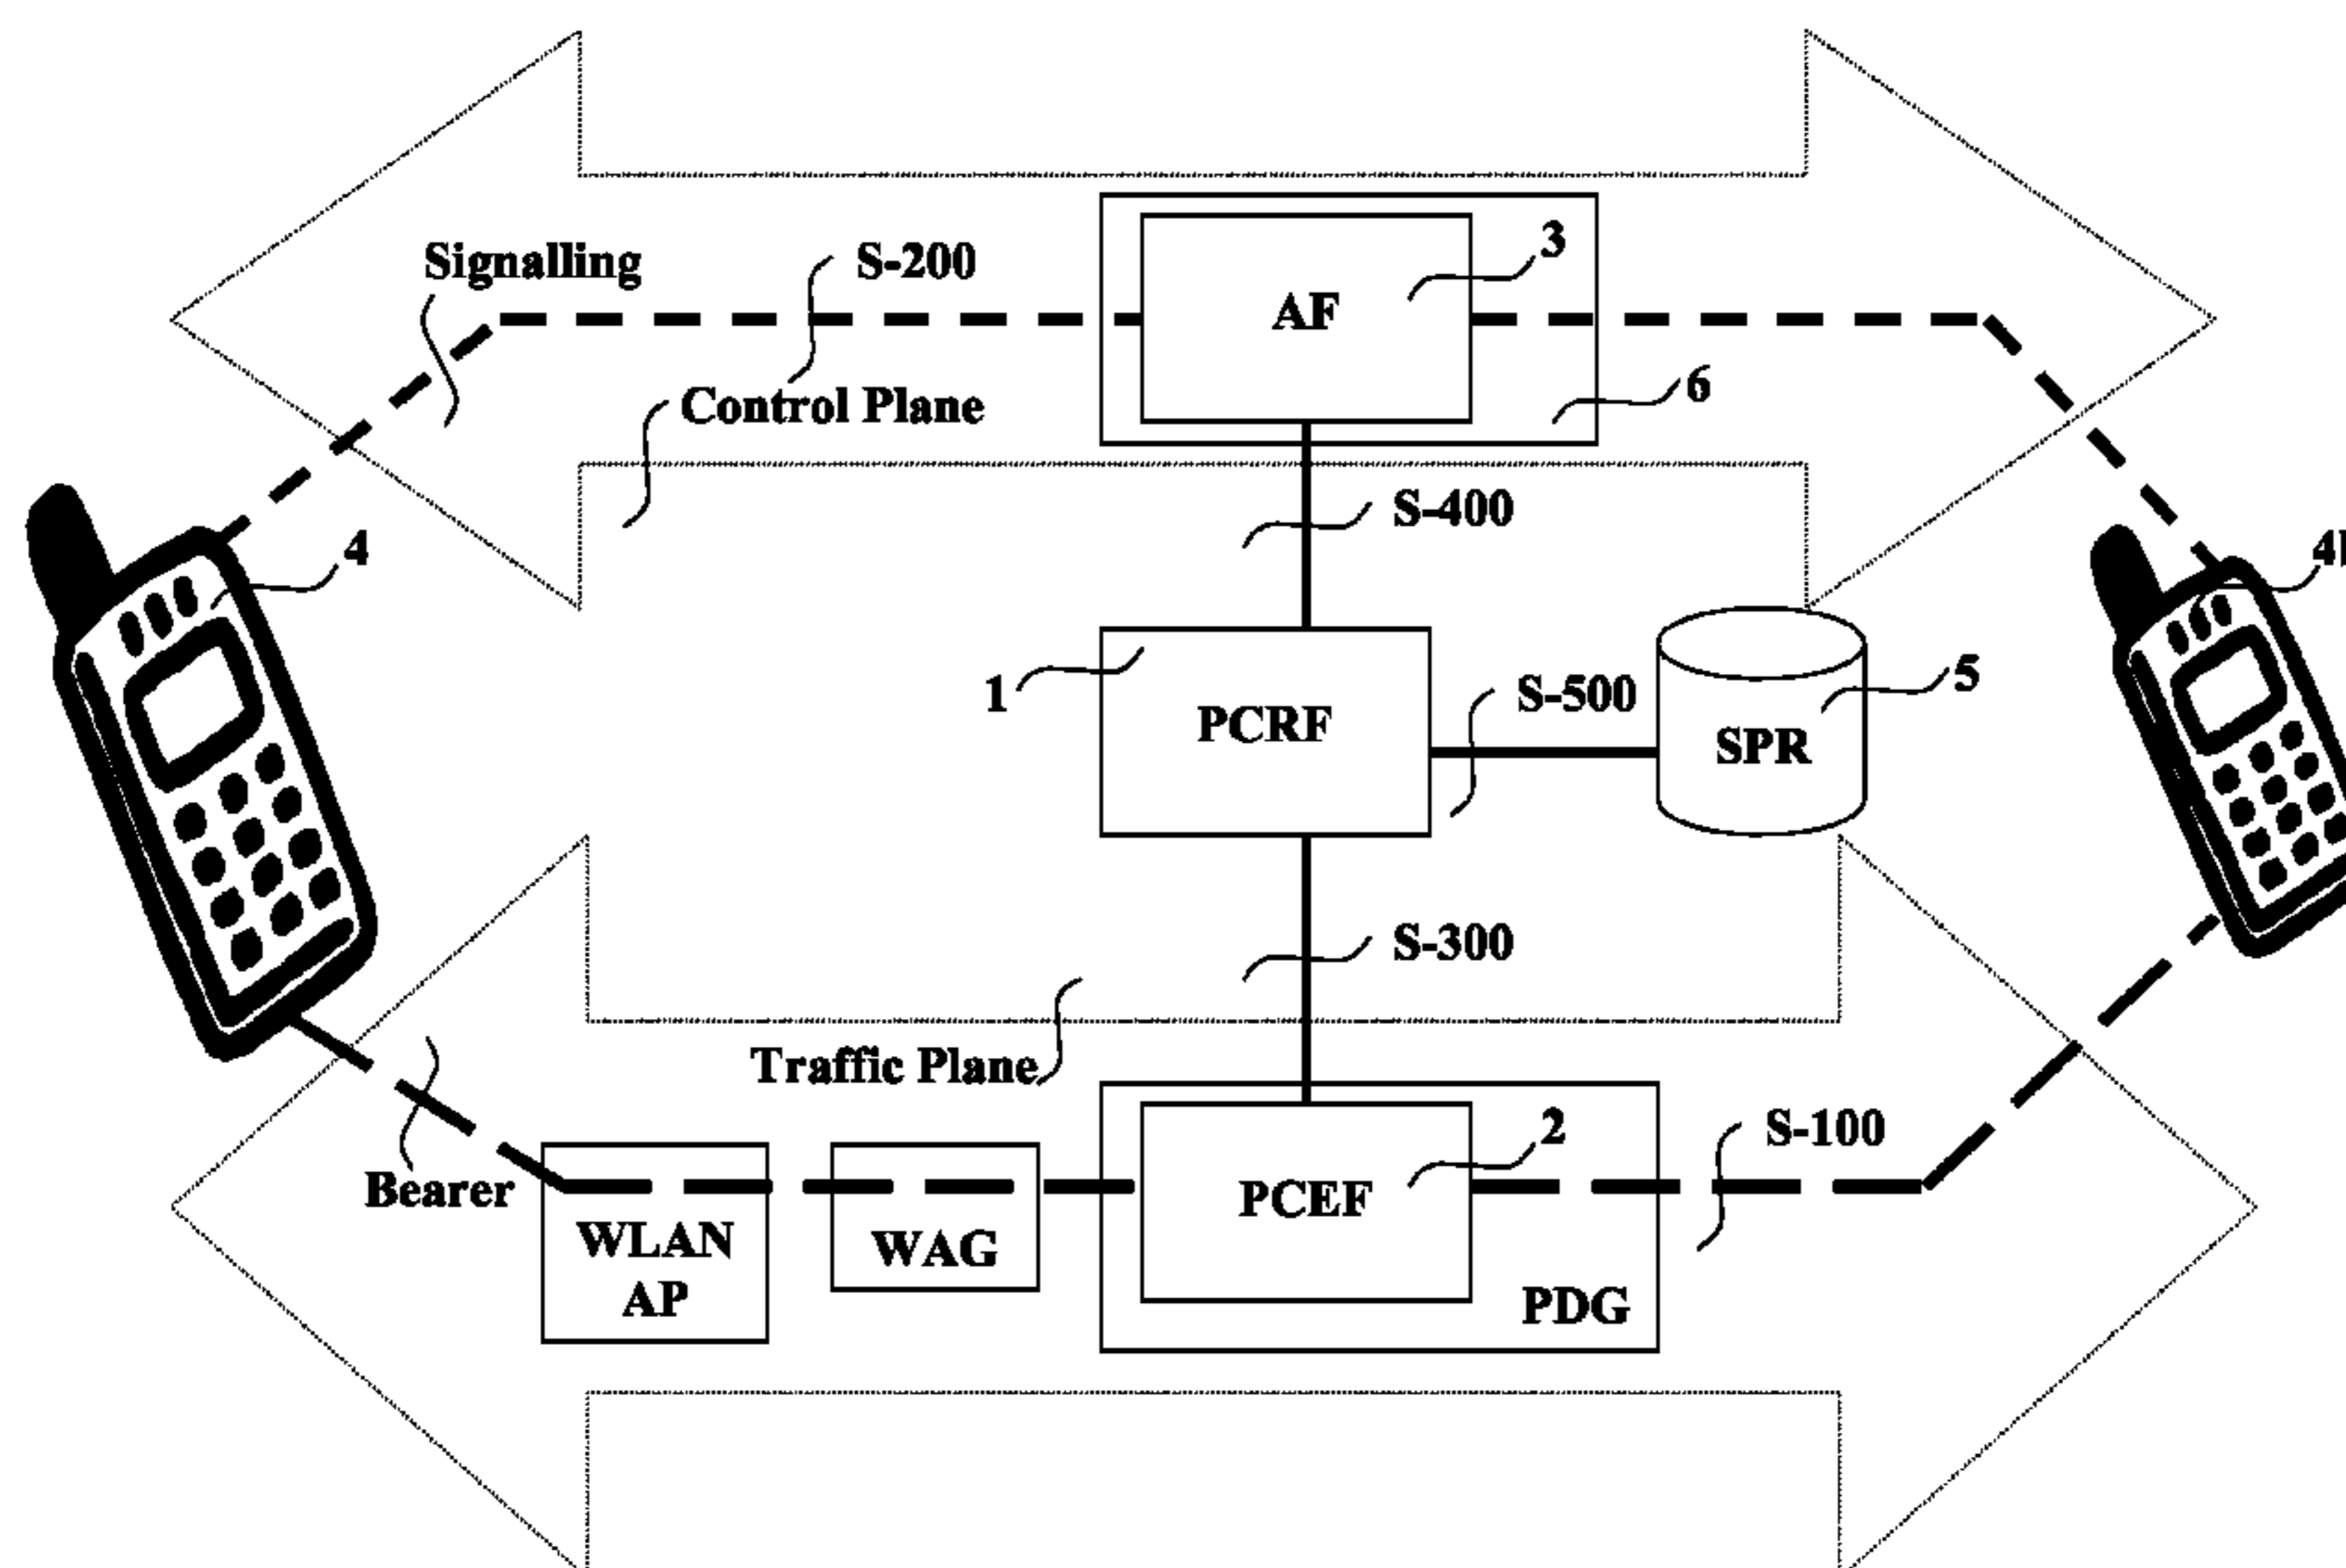 S-200
3
Signalling
AF
6
Control Plane
S-400
4
1
S-500
5
PCRF
SPR
S-300
Traffic Plane
2
S-100
Bearer
PCEF
WLAN
AP
WAG
PDG